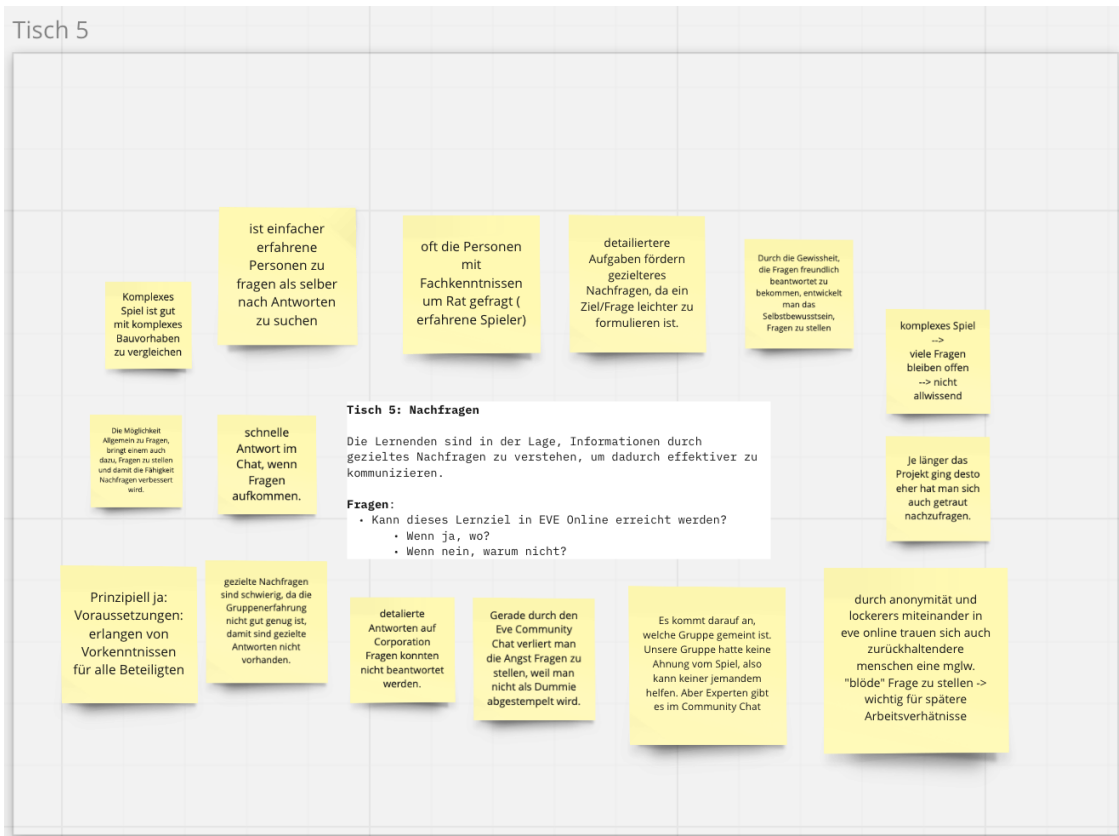 Tisch 5
ist einfacher
erfahrene
Personen zu
fragen als selber
nach Antworten
zu suchen
oft die Personen
mit
Fachkenntnissen
um Rat gefragt (
erfahrene Spieler)
detailiertere
Aufgaben fördern
gezielteres
Nachfragen, da ein
Ziel/Frage leichter zu
formulieren ist.
Durch die Gewissheit,
die Fragen freundlich
beantwortet zu
bekommen, entwickelt
man das
Selbstbewusstsein,
Fragen zu stellen
Komplexes
Spiel ist gut
mit komplexes
Bauvorhaben
zu vergleichen
komplexes Spiel
-->
viele Fragen
bleiben offen
--> nicht
allwissend
Die Möglichkeit
Allgemein zu Fragen,
bringt einem auch
dazu, Fragen zu stellen
und damit die Fähigkeit
Nachfragen verbessert
wird.
schnelle
Antwort im
Chat, wenn
Fragen
aufkommen.
Tisch 5: Nachfragen
Die Lernenden sind in der Lage, Informationen durch
gezieltes Nachfragen zu verstehen, um dadurch effektiver zu
kommunizieren.
Fragen:
• Kann dieses Lernziel in EVE Online erreicht werden?
• Wenn ja, wo?
• Wenn nein, warum nicht?
Je länger das
Projekt ging desto
eher hat man sich
auch getraut
nachzufragen.
Prinzipiell ja:
Voraussetzungen:
erlangen von
Vorkenntnissen
für alle Beteiligten
gezielte Nachfragen
sind schwierig, da die
Gruppenerfahrung
nicht gut genug ist,
damit sind gezielte
Antworten nicht
vorhanden.
detalierte
Antworten auf
Corporation
Fragen konnten
nicht beantwortet
werden.
Gerade durch den
Eve Community
Chat verliert man
die Angst Fragen zu
stellen, weil man
nicht als Dummie
abgestempelt wird.
Es kommt darauf an,
welche Gruppe gemeint ist.
Unsere Gruppe hatte keine
Ahnung vom Spiel, also
kann keiner jemandem
helfen. Aber Experten gibt
es im Community Chat
durch anonymität und
lockerers miteinander in
eve online trauen sich auch
zurückhaltendere
menschen eine mglw.
"blöde" Frage zu stellen ->
wichtig für spätere
Arbeitsverhätnisse